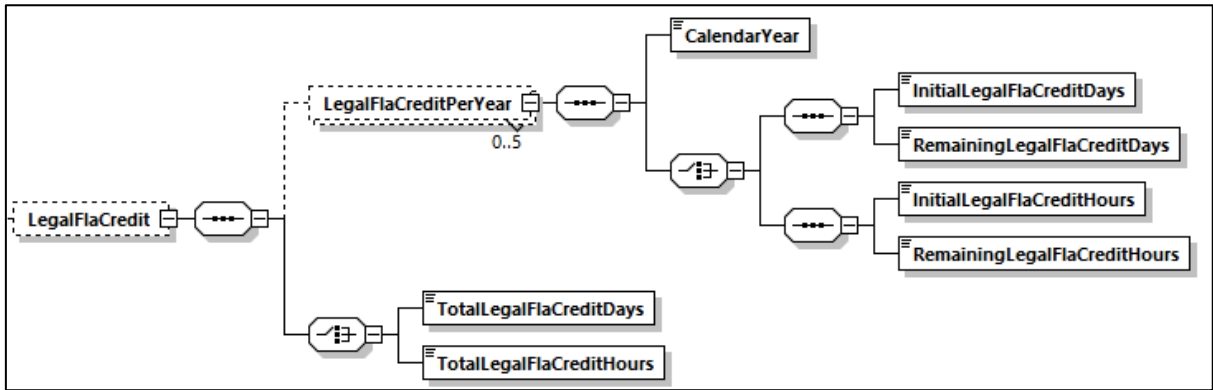 CalendarYear
LegalFlaCreditPerYear
0..5
InitialLegalFlaCreditDays
RemainingLegalFlaCreditDays
LegalFlaCredit
InitialLegalFlaCreditHours
RemainingLegalFlaCreditHours
TotalLegalFlaCreditDays
TotalLegalFlaCreditHours